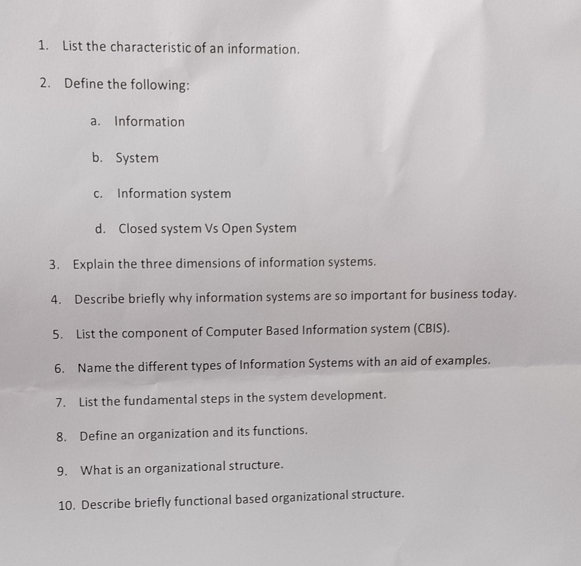 1. List the characteristic of an information.
2. Define the following:
a. Information
b. System
c. Information system
d. Closed system Vs Open System
3. Explain the three dimensions of information systems.
4. Describe briefly why information systems are so important for business today.
5. List the component of Computer Based Information system (CBIS).
6. Name the different types of Information Systems with an aid of examples.
7. List the fundamental steps in the system development.
8. Define an organization and its functions.
9. What is an organizational structure.
10. Describe briefly functional based organizational structure.